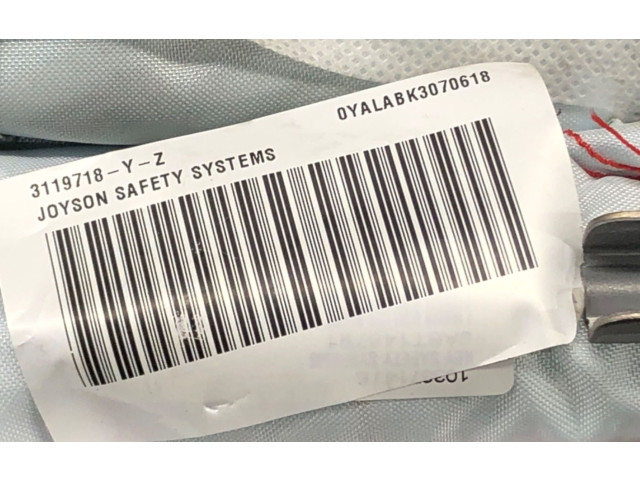 0YALABK3070618
3119718-Y-Z
JOYSON SAFETY SYSTEMS